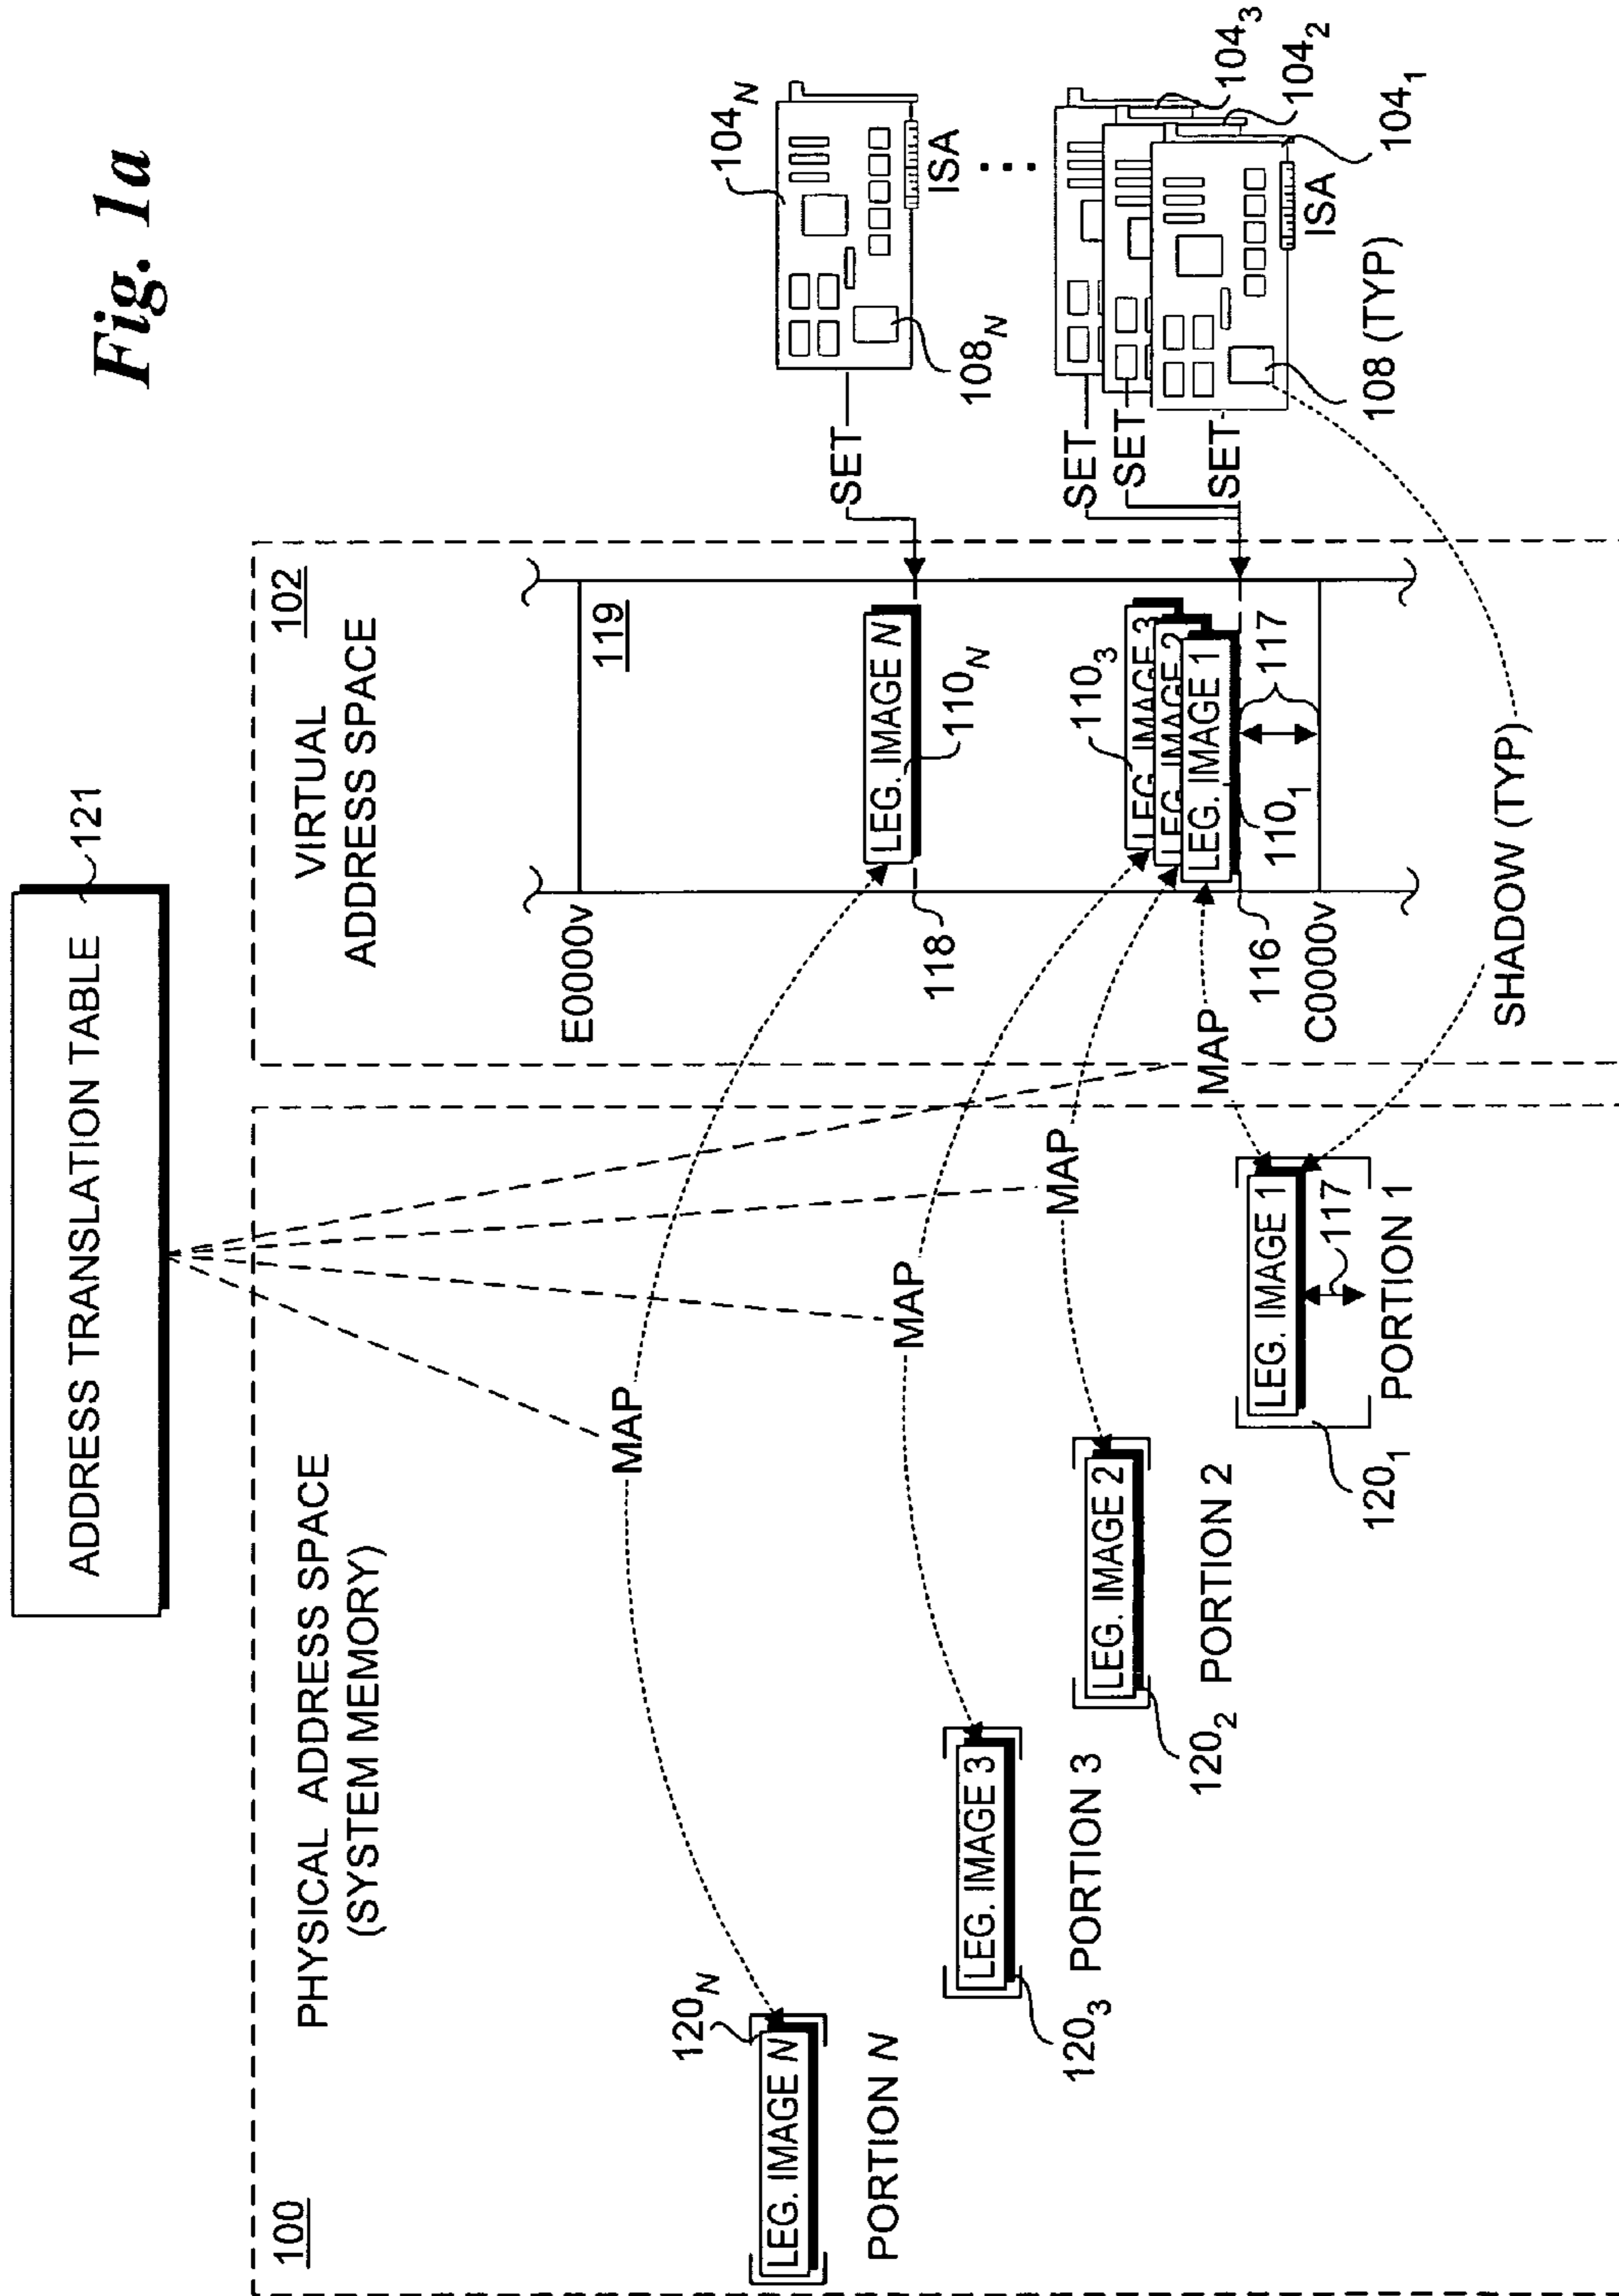 Fig. 1a
ADDRESS TRANSLATION TABLE
121
100
PHYSICAL ADDRESS SPACE
(SYSTEM MEMORY)
102
VIRTUAL
ADDRESS SPACE
E0000v
119
LEG. IMAGE N
110N
118
LEG. IMAGE 3
LEG. IMAGE 2
LEG. IMAGE 1
1103
1101
117
116
C0000v
MAP
MAP
MAP
MAP
LEG. IMAGE N
120N
PORTION N
LEG. IMAGE 3
1203
PORTION 3
LEG. IMAGE 2
1202
PORTION 2
LEG. IMAGE 1
117
1201
PORTION 1
SHADOW (TYP)
SET
SET
SET
SET
104N
ISA
108N
1043
1042
1041
ISA
108 (TYP)